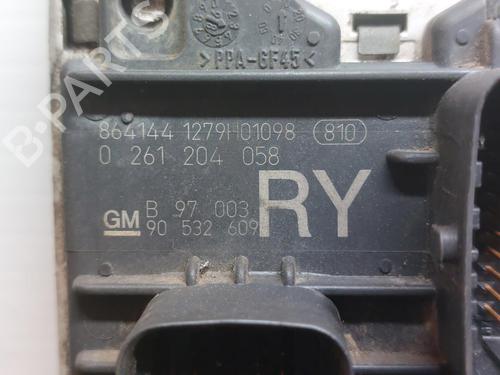 >PPA-GF45<
864144 1279H01098 810
0 261 204 058
GM B 97 003 RY
90 532 609
B-PARTS